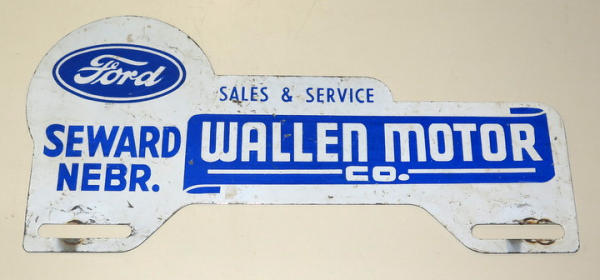 Ford
SALES & SERVICE
SEWARD
NEBR.
WALLEN MOTOR
CO.